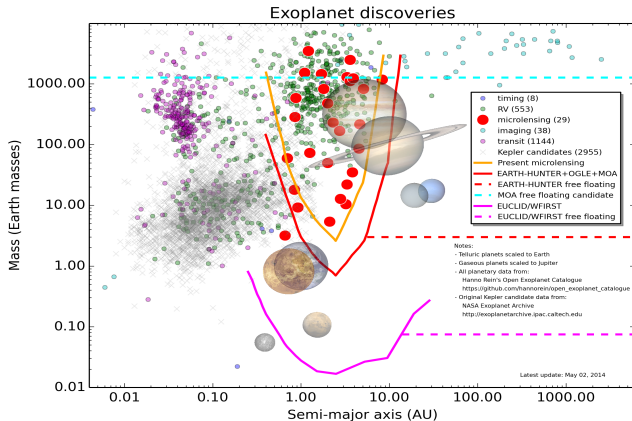 Exoplanet discoveries
Mass (Earth masses)
1000.00
100.00
10.00
1.00
0.10
0.01
0.01
0.10
1.00
10.00
100.00
1000.00
Semi-major axis (AU)
timing (8)
RV (553)
microlensing (29)
imaging (38)
transit (1144)
Kepler candidates (2955)
Present microlensing
EARTH-HUNTER+OGLE+MOA
EARTH-HUNTER free floating
MOA free floating candidate
EUCLID/WFIRST
EUCLID/WFIRST free floating
Notes:
- Telluric planets scaled to Earth
- Gaseous planets scaled to Jupiter
- All planetary data from:
Hanno Rein's Open Exoplanet Catalogue
https://github.com/hannorein/open_exoplanet_catalogue
- Original Kepler candidate data from:
NASA Exoplanet Archive
http://exoplanetarchive.ipac.caltech.edu
Latest update: May 02, 2014